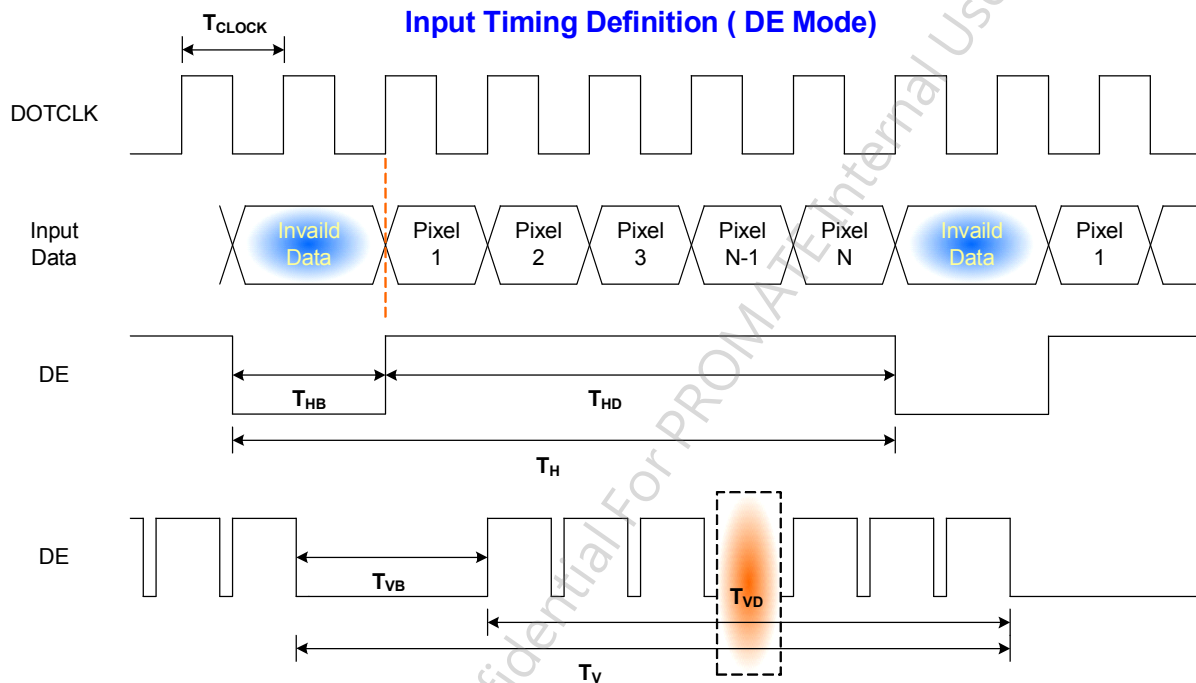 Input Timing Definition ( DE Mode)
TCLOCK
DOTCLK
Input
Data
Invaild
Data
Pixel
1
Pixel
2
Pixel
3
Pixel
N-1
Pixel
N
Invaild
Data
Pixel
1
DE
THB
THD
TH
DE
TVB
TVD
TV
fidential For PROMATE Internal Use